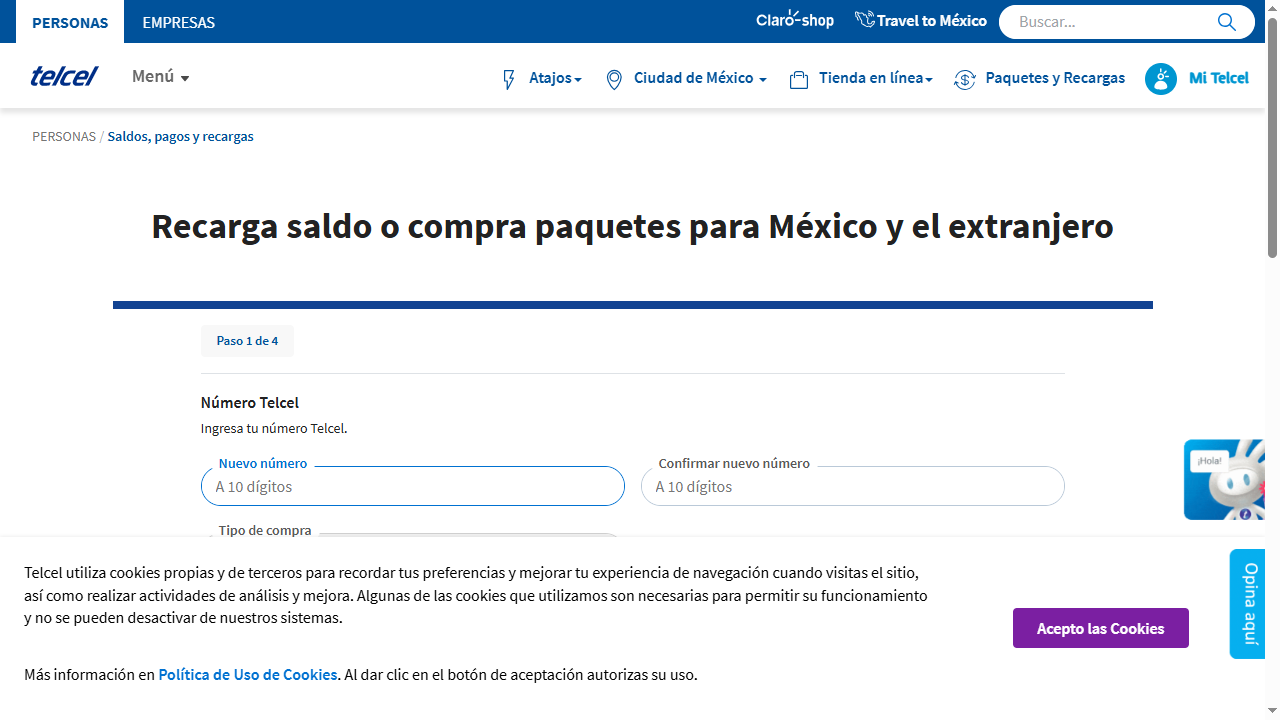 PERSONAS
EMPRESAS
Claro-shop
Travel to México
Buscar...
telcel
Menú
Atajos
Ciudad de México
Tienda en línea
Paquetes y Recargas
Mi Telcel
PERSONAS / Saldos, pagos y recargas
Recarga saldo o compra paquetes para México y el extranjero
Paso 1 de 4
Número Telcel
Ingresa tu número Telcel.
Nuevo número
A 10 dígitos
Confirmar nuevo número
A 10 dígitos
¡Hola!
Tipo de compra
Telcel utiliza cookies propias y de terceros para recordar tus preferencias y mejorar tu experiencia de navegación cuando visitas el sitio,
así como realizar actividades de análisis y mejora. Algunas de las cookies que utilizamos son necesarias para permitir su funcionamiento
y no se pueden desactivar de nuestros sistemas.
Más información en Política de Uso de Cookies. Al dar clic en el botón de aceptación autorizas su uso.
Acepto las Cookies
Opina aquí